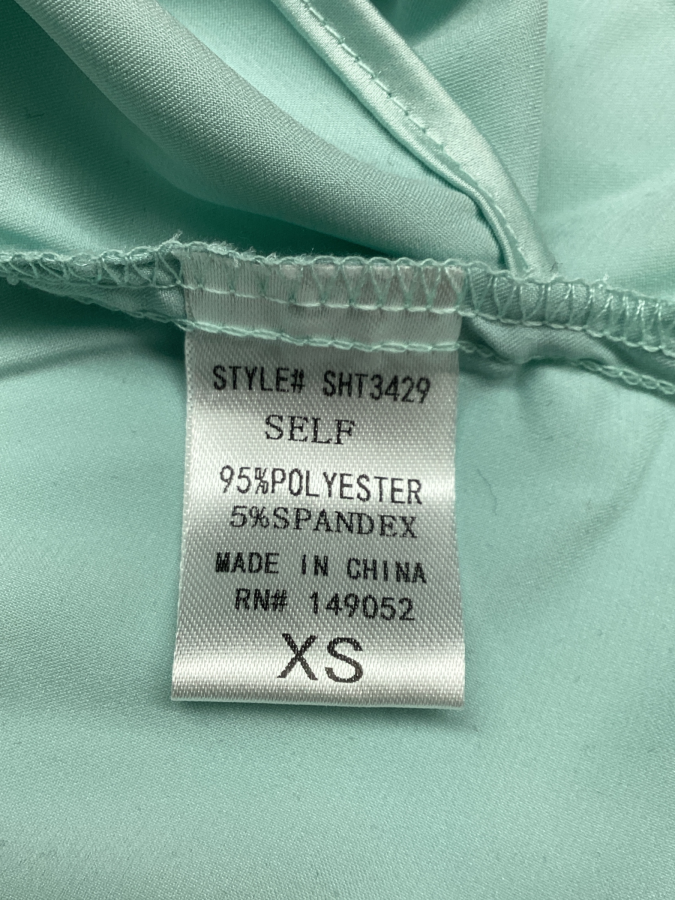 STYLE# SHT3429
SELF
95%POLYESTER
5%SPANDEX
MADE IN CHINA
RN# 149052
XS